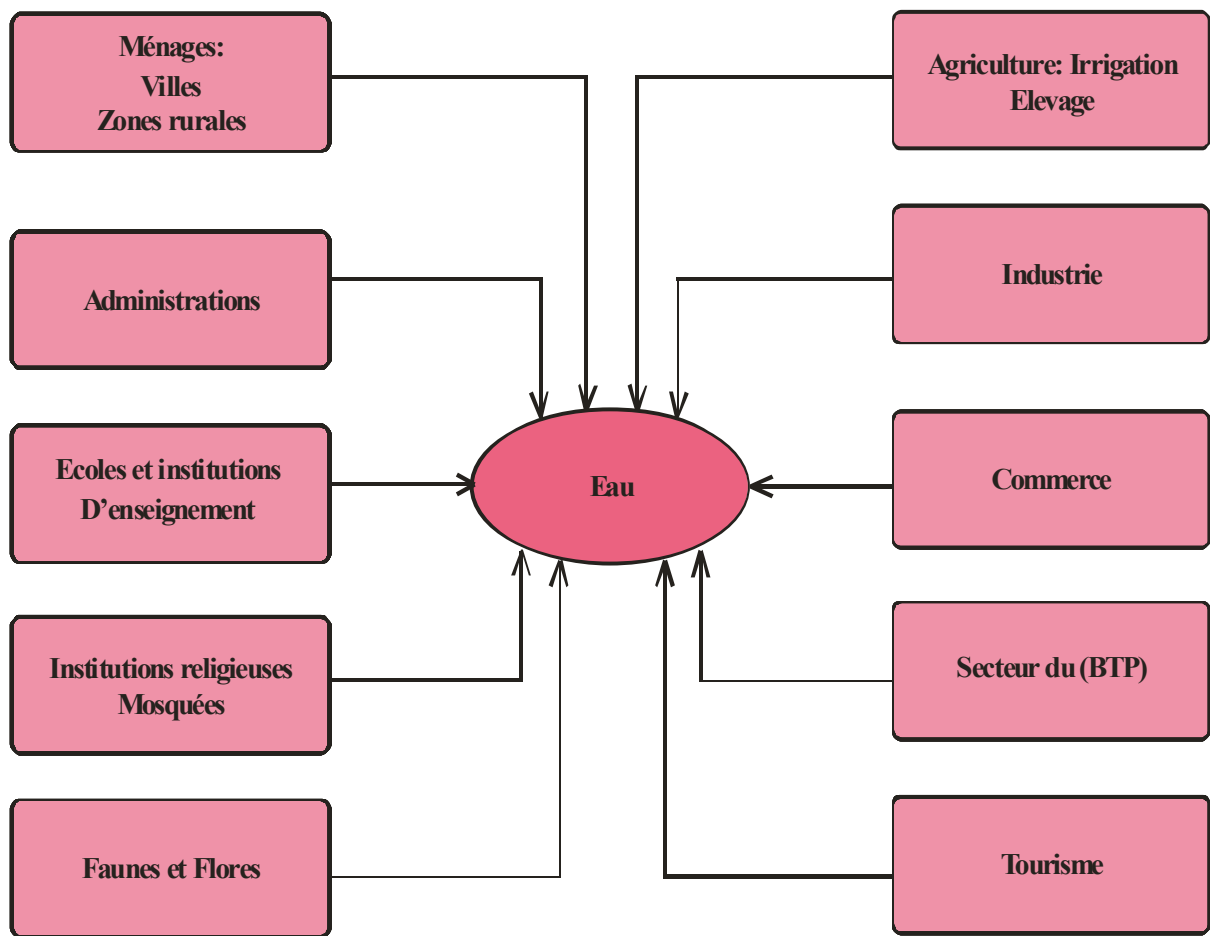 Ménages:
Villes
Zones rurales
Administrations
Ecoles et institutions
D’enseignement
Institutions religieuses
Mosquées
Faunes et Flores
Eau
Agriculture: Irrigation
Elevage
Industrie
Commerce
Secteur du (BTP)
Tourisme